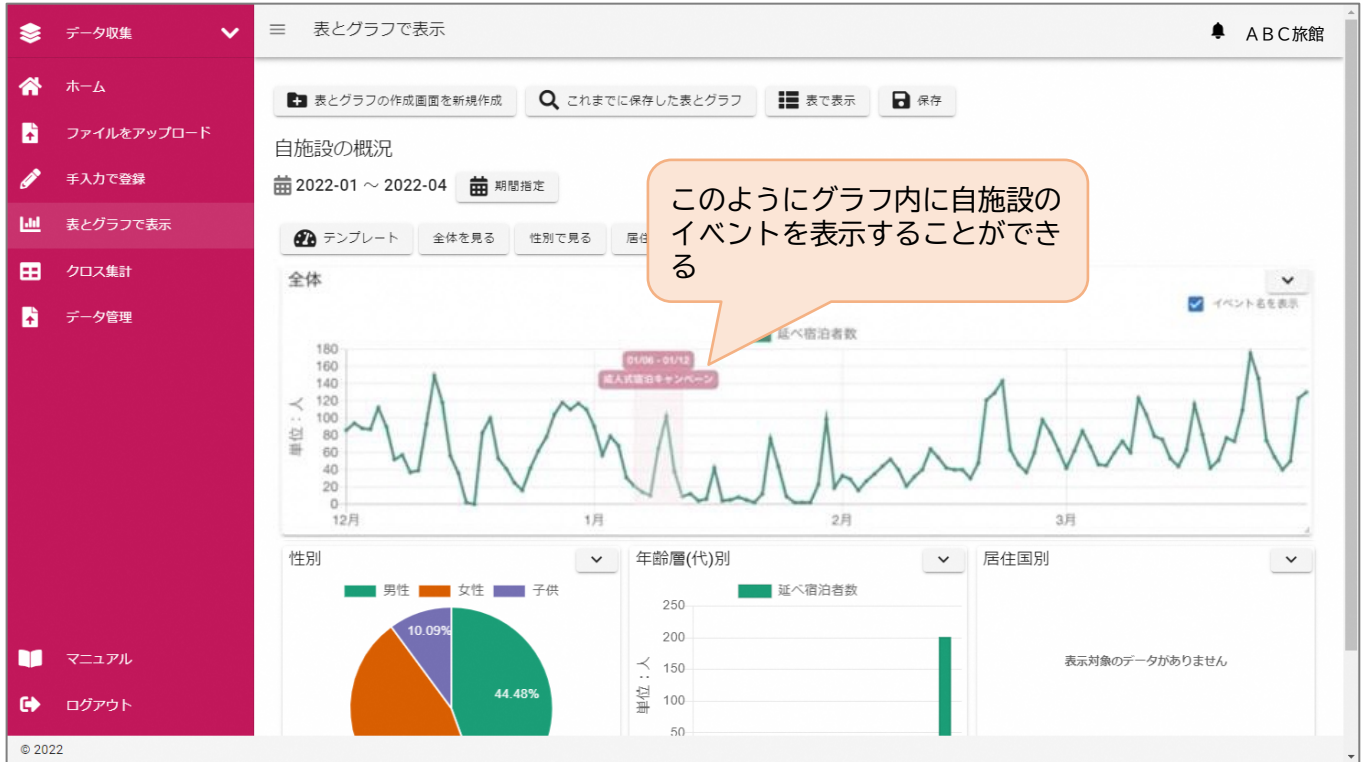 データ収集
表とグラフで表示
ABC旅館
ホーム
ファイルをアップロード
手入力で登録
表とグラフで表示
クロス集計
データ管理
マニュアル
ログアウト
© 2022
表とグラフの作成画面を新規作成
これまでに保存した表とグラフ
表で表示
保存
自施設の概況
2022-01 ～ 2022-04
期間指定
このようにグラフ内に自施設の
イベントを表示することができ
る
テンプレート
全体を見る
性別で見る
全体
イベント名を表示
延べ宿泊者数
01/06 - 01/12
成人式宿泊キャンペーン
単位：人
180
160
140
120
100
80
60
40
20
0
12月
1月
2月
3月
性別
男性
女性
子供
10.09%
44.48%
年齢層(代)別
延べ宿泊者数
単位：人
250
200
150
100
50
居住国別
表示対象のデータがありません